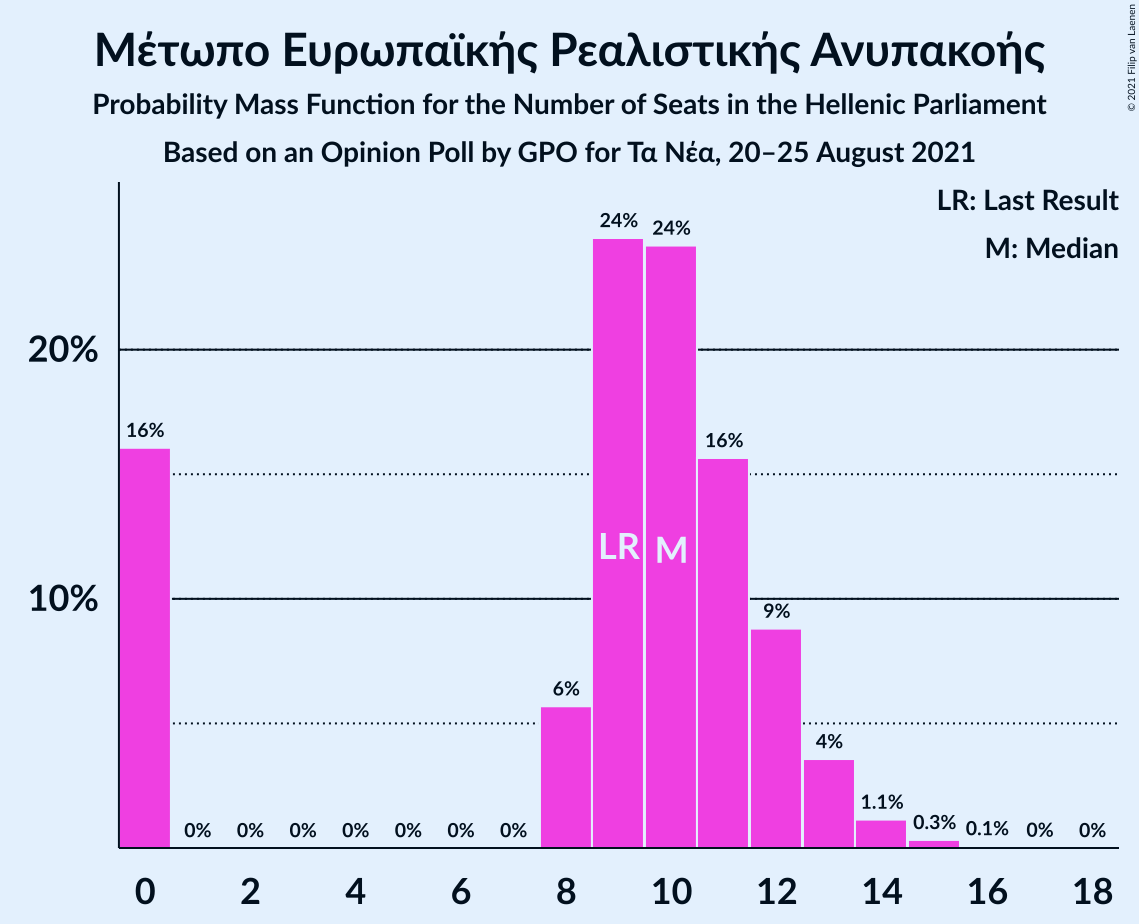 Μέτωπο Ευρωπαϊκής Ρεαλιστικής Ανυπακοής
Probability Mass Function for the Number of Seats in the Hellenic Parliament
Based on an Opinion Poll by GPO for Τα Νέα, 20–25 August 2021
© 2021 Filip van Laenen
LR: Last Result
M: Median
24% 24%
20%
16% 16%
LR M
10%
9%
6%
4%
1.1%
0% 0% 0% 0% 0% 0% 0% 0.3% 0.1% 0% 0%
0 2 4 6 8 10 12 14 16 18